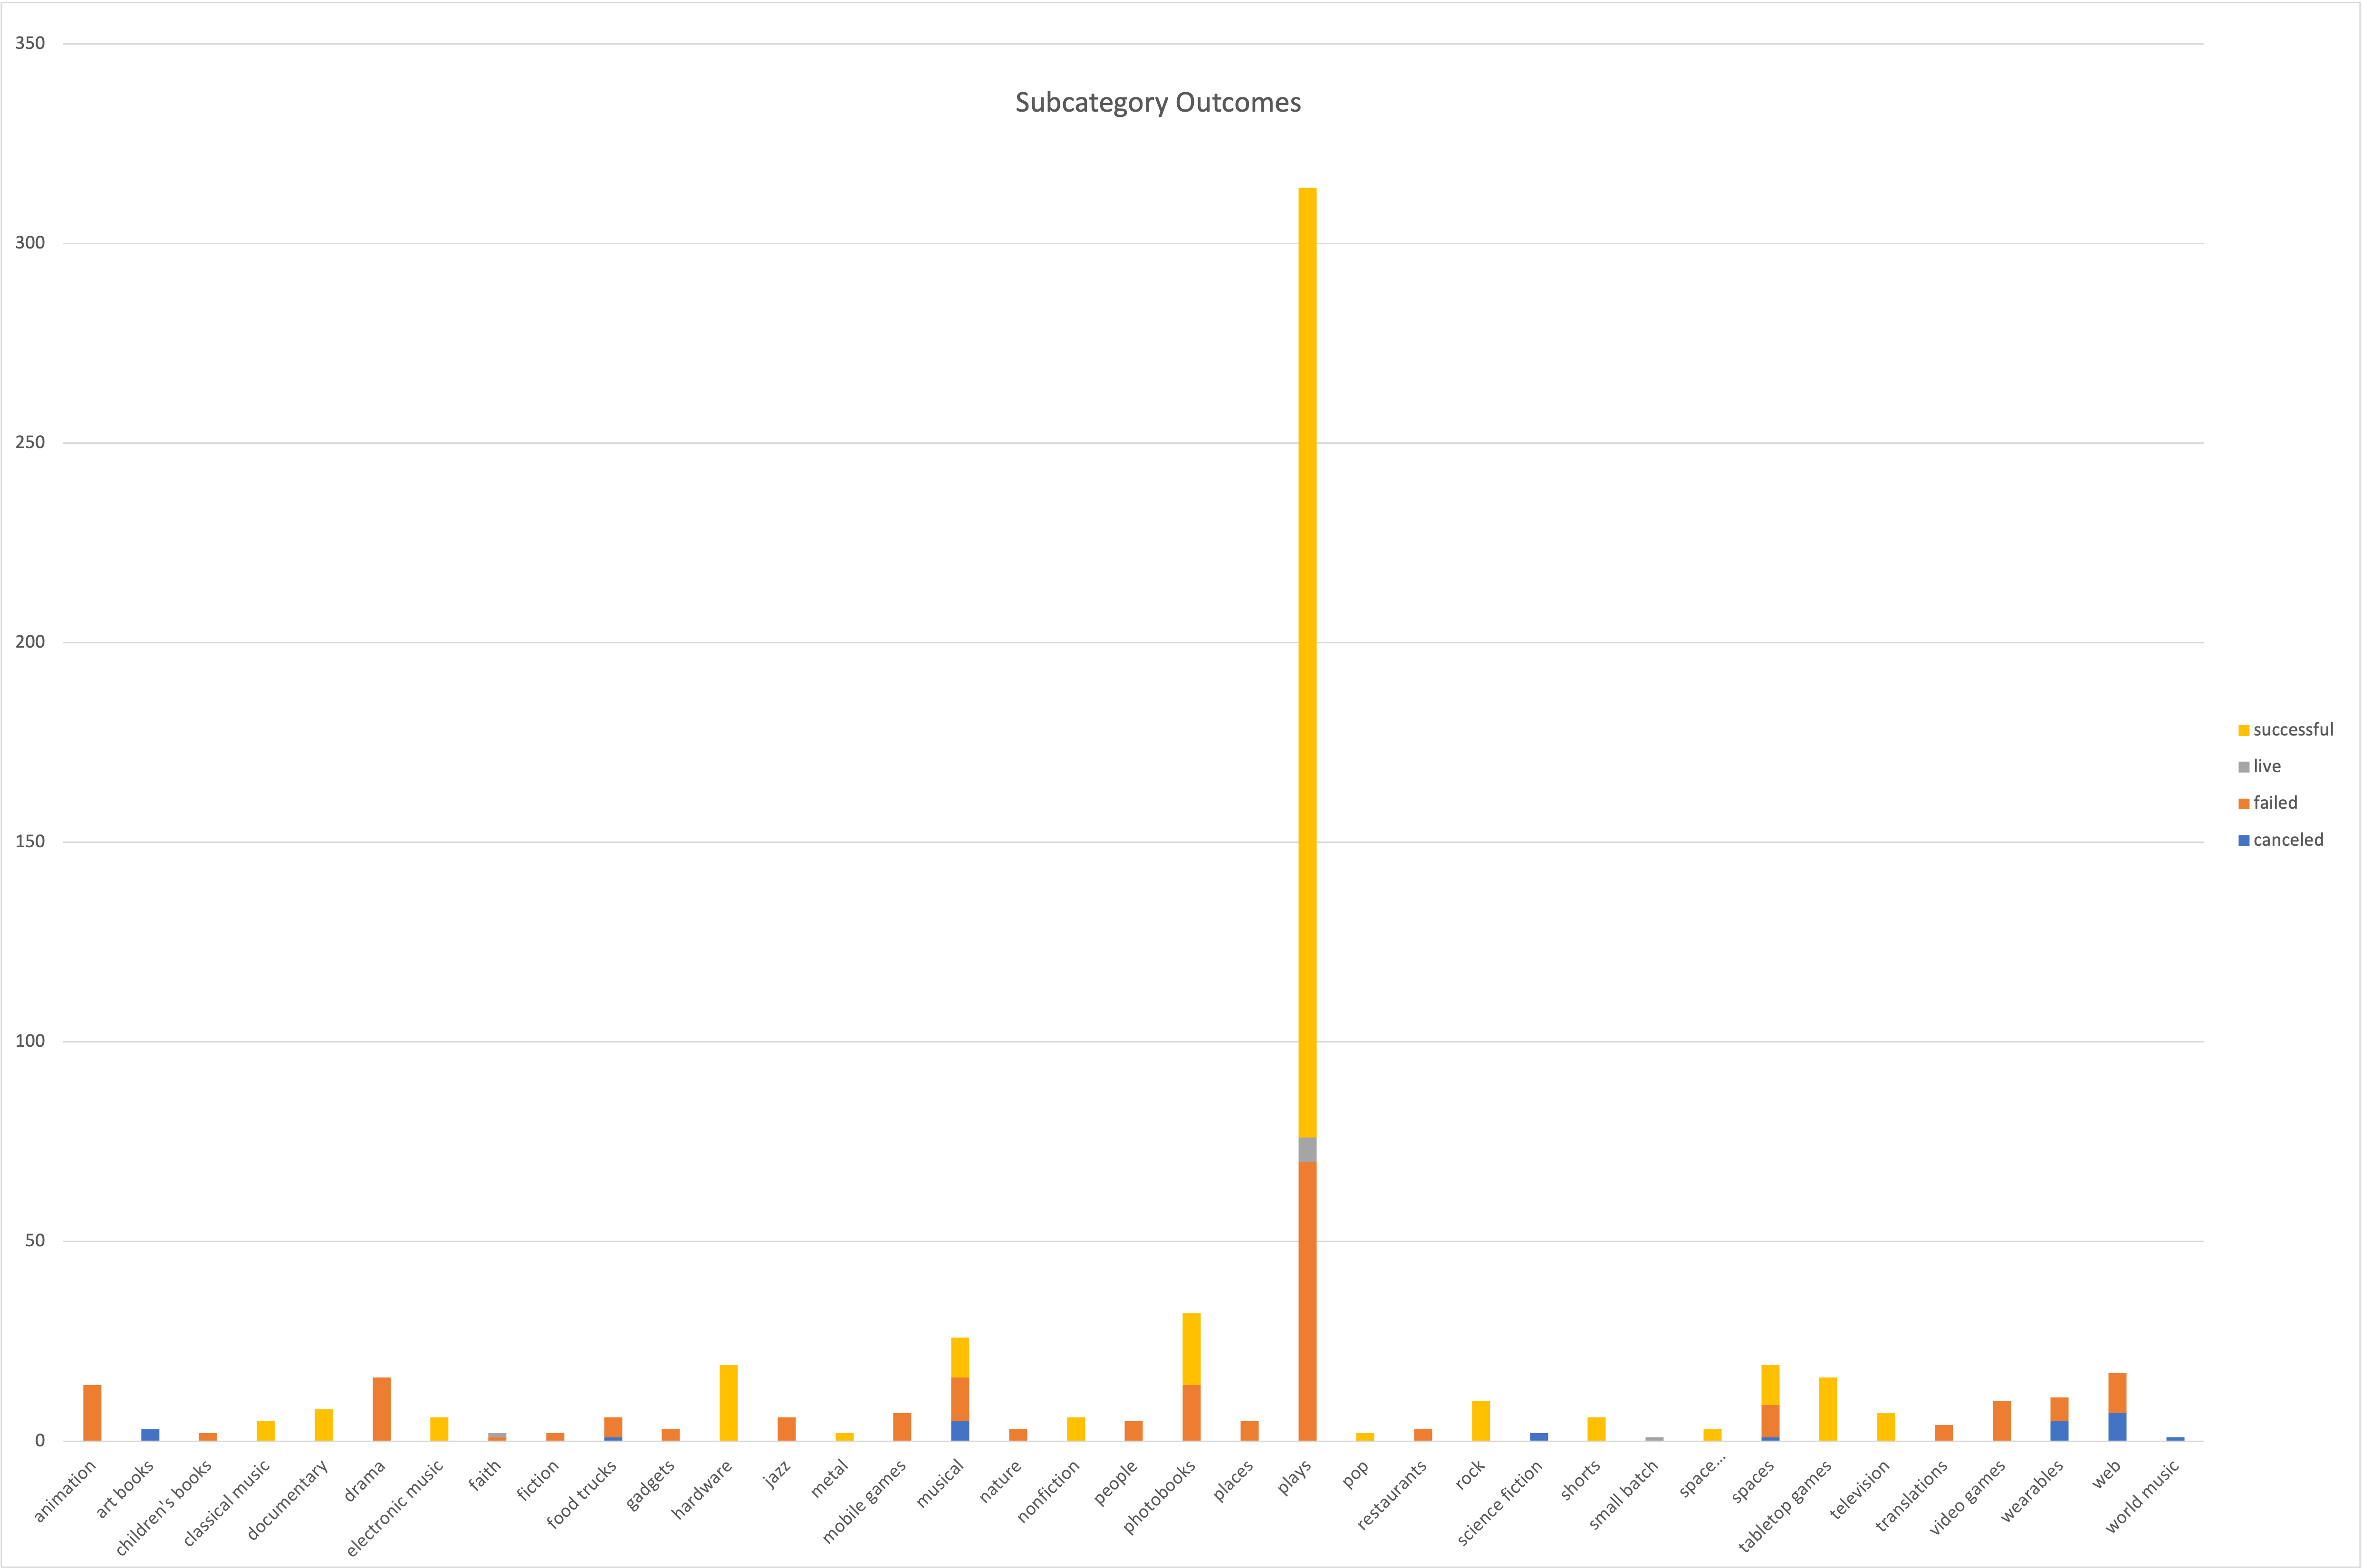 Subcategory Outcomes
350
300
250
200
150
100
50
0
animation
art books
children's books
classical music
documentary
drama
electronic music
faith
fiction
food trucks
gadgets
hardware
jazz
metal
mobile games
musical
nature
nonfiction
people
photobooks
places
plays
pop
restaurants
rock
science fiction
shorts
small batch
space...
spaces
tabletop games
television
translations
video games
wearables
web
world music
successful
live
failed
canceled